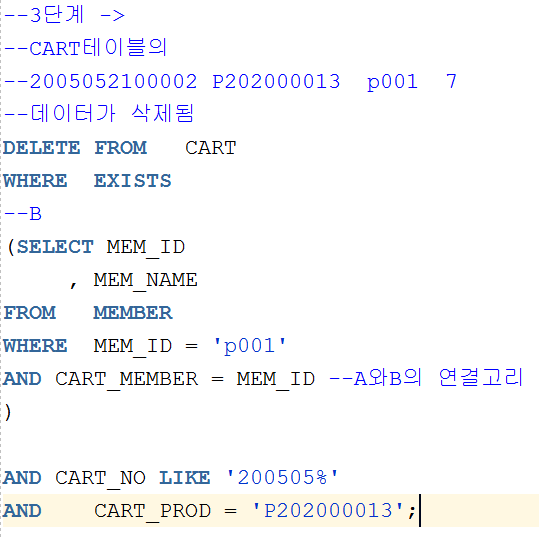 --3단계 ->
--CART테이블의
--2005052100002 P202000013  p001  7
--데이터가 삭제됨
DELETE FROM   CART
WHERE  EXISTS
--B
(SELECT MEM_ID
     , MEM_NAME
FROM   MEMBER
WHERE  MEM_ID = 'p001'
AND CART_MEMBER = MEM_ID --A와B의 연결고리
)
AND CART_NO LIKE '200505%'
AND    CART_PROD = 'P202000013';